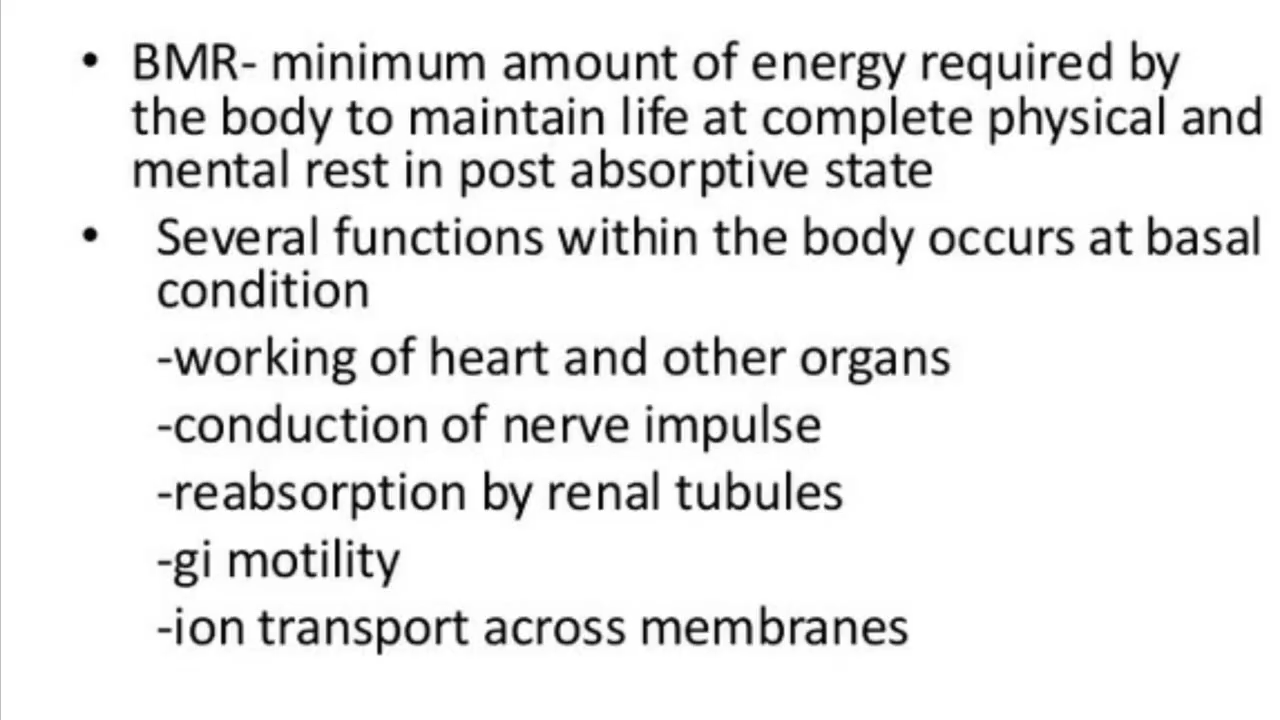 • BMR- minimum amount of energy required by
the body to maintain life at complete physical and
mental rest in post absorptive state
• Several functions within the body occurs at basal
condition
-working of heart and other organs
-conduction of nerve impulse
-reabsorption by renal tubules
-gi motility
-ion transport across membranes